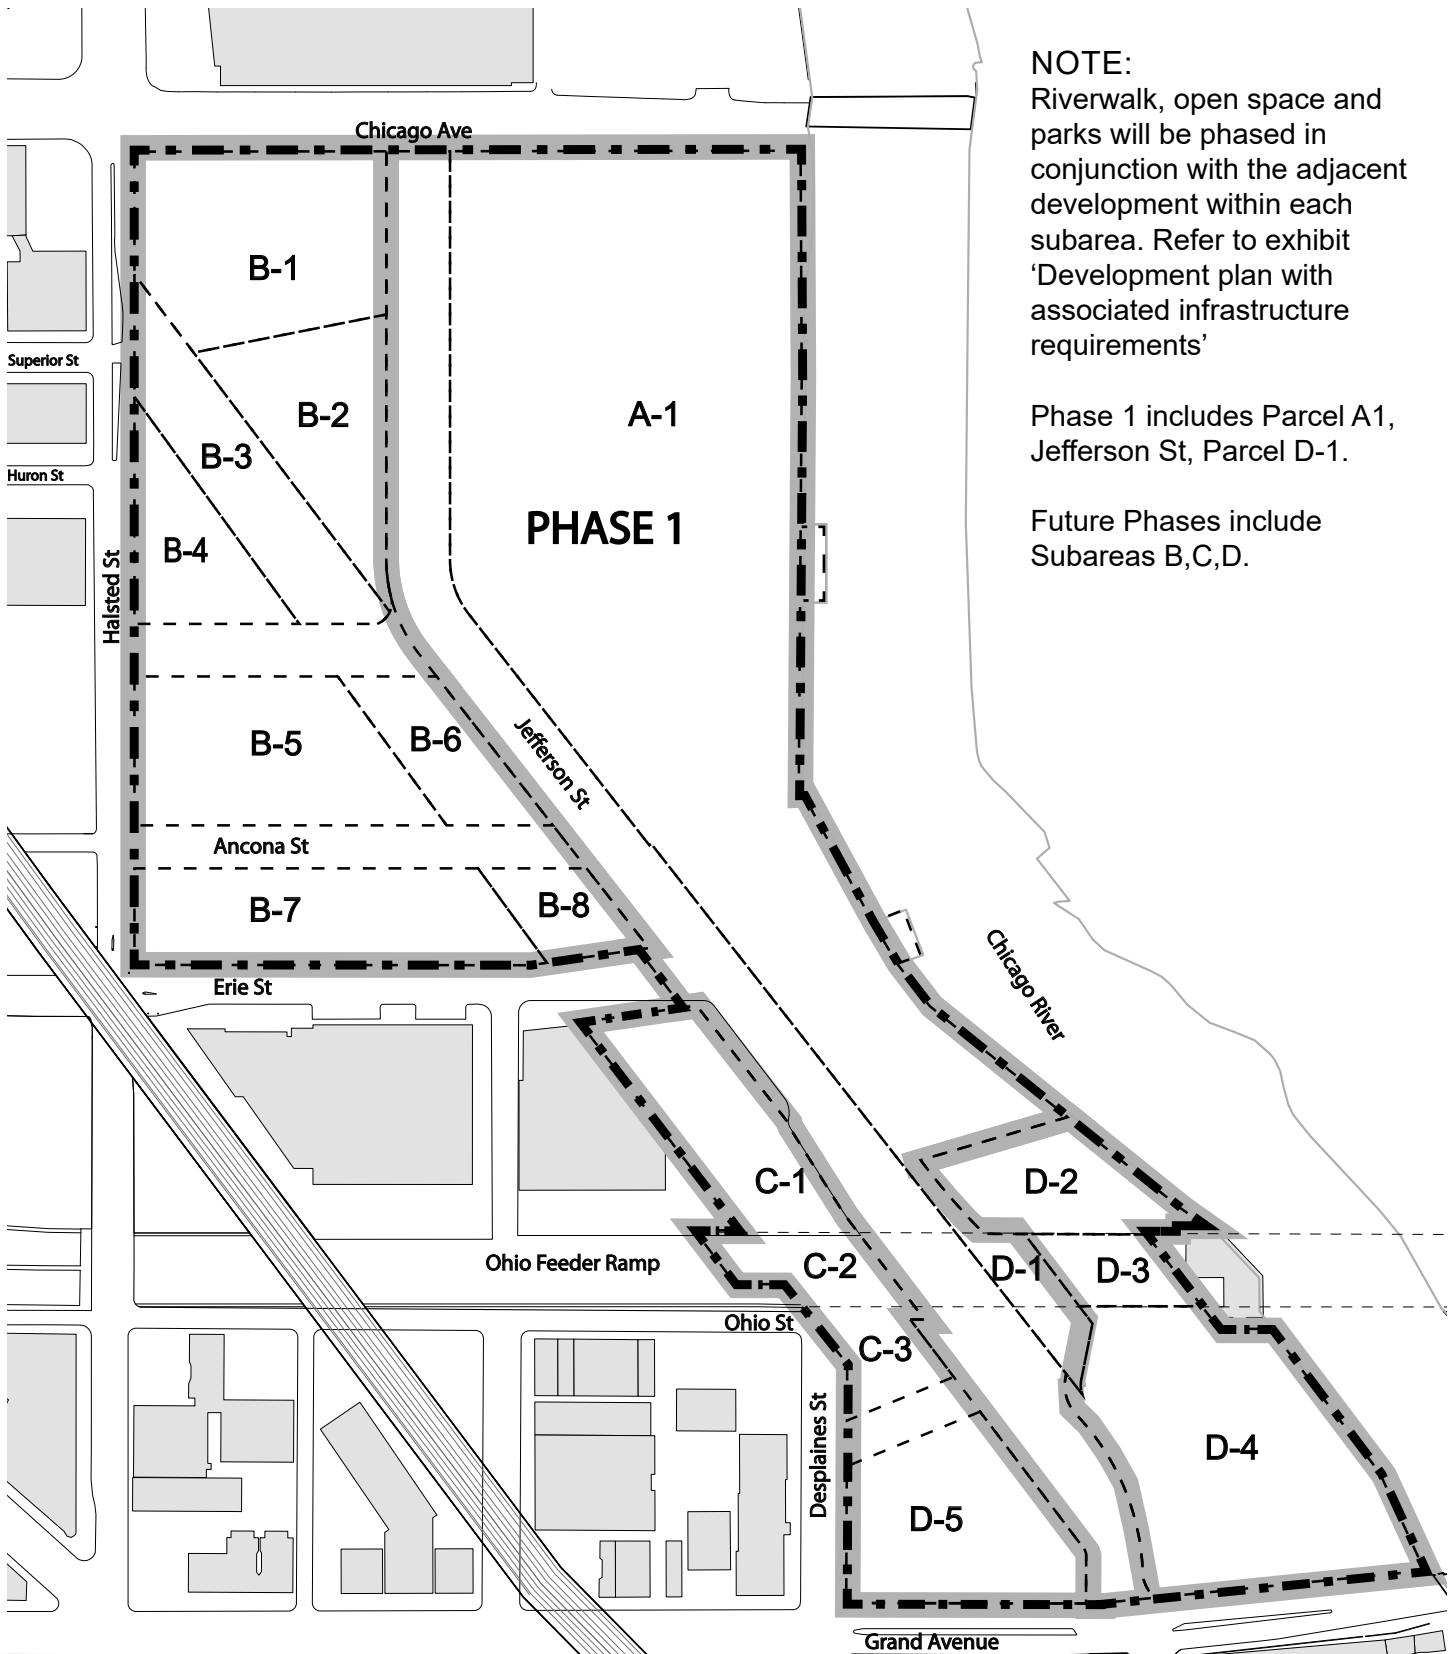 NOTE:
Riverwalk, open space and
parks will be phased in
conjunction with the adjacent
development within each
subarea. Refer to exhibit
‘Development plan with
associated infrastructure
requirements’
Phase 1 includes Parcel A1,
Jefferson St, Parcel D-1.
Future Phases include
Subareas B,C,D.
Chicago Ave
B-1
Superior St
B-2
A-1
B-3
Huron St
PHASE 1
B-4
Halsted St
B-5
B-6
Jefferson St
Ancona St
B-7
B-8
Chicago River
Erie St
C-1
D-2
Ohio Feeder Ramp
C-2
D-1
D-3
Ohio St
C-3
Desplaines St
D-4
D-5
Grand Avenue